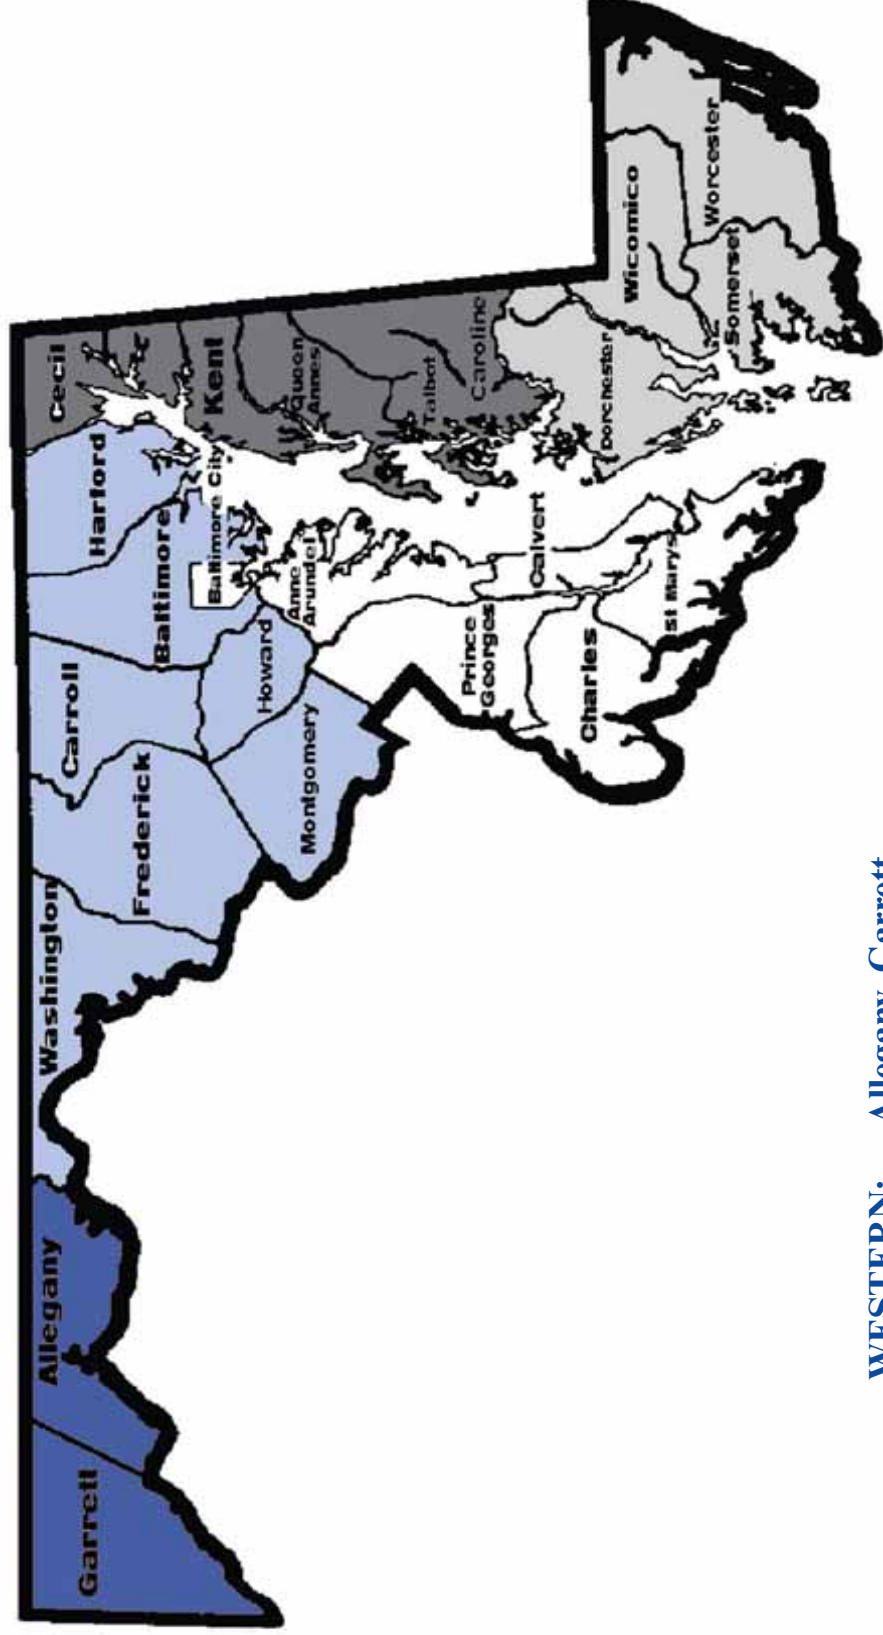 Garrett
Allegany
Washington
Frederick
Carroll
Montgomery
Howard
Baltimore
Harford
Baltimore City
Anne
Arundel
Prince
Georges
Charles
Calvert
St Marys
Cecil
Kent
Queen
Annes
Talbot
Caroline
Dorchester
Wicomico
Somerset
Worcester
WESTERN: Allegany, Garrett